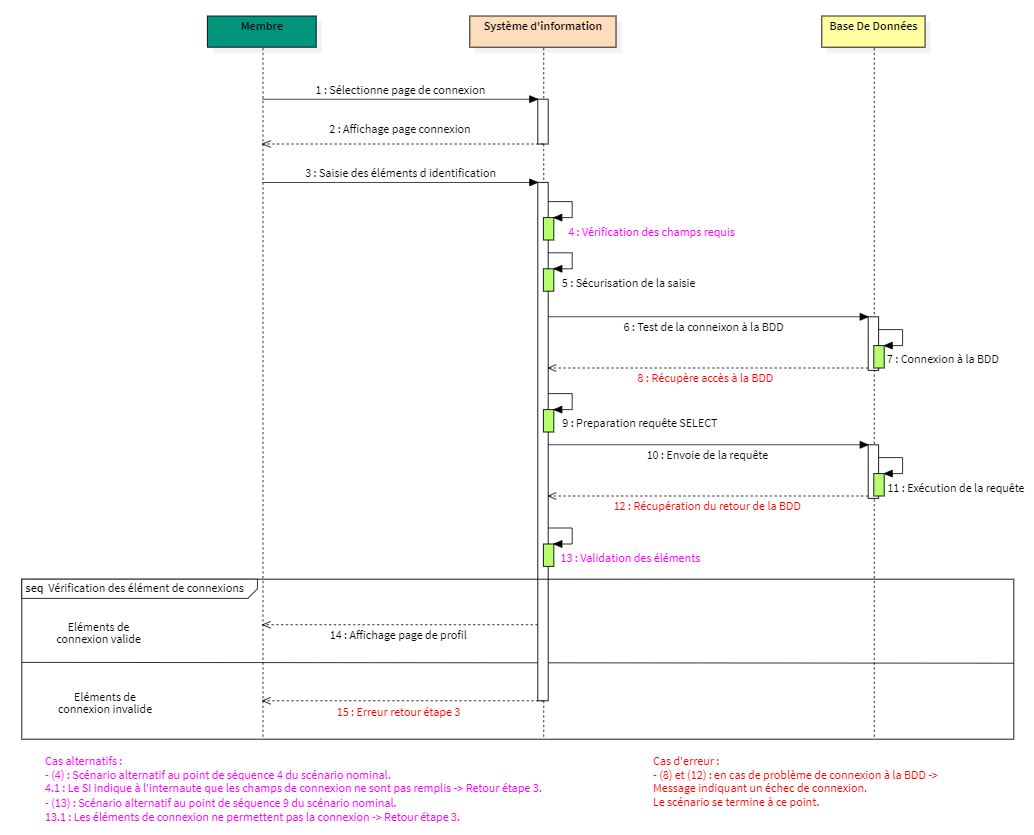 Membre
Système d'information
Base De Données
1 : Sélectionne page de connexion
2 : Affichage page connexion
3 : Saisie des éléments d identification
4 : Vérification des champs requis
5 : Sécurisation de la saisie
6 : Test de la conneixon à la BDD
7 : Connexion à la BDD
8 : Récupère accès à la BDD
9 : Preparation requête SELECT
10 : Envoie de la requête
11 : Exécution de la requête
12 : Récupération du retour de la BDD
13 : Validation des éléments
seq Vérification des élément de connexions
Eléments de
connexion valide
14 : Affichage page de profil
Eléments de
connexion invalide
15 : Erreur retour étape 3
Cas alternatifs :
- (4) : Scénario alternatif au point de séquence 4 du scénario nominal.
4.1 : Le SI indique à l'internaute que les champs de connexion ne sont pas remplis -> Retour étape 3.
- (13) : Scénario alternatif au point de séquence 9 du scénario nominal.
13.1 : Les éléments de connexion ne permettent pas la connexion -> Retour étape 3.
Cas d'erreur :
- (8) et (12) : en cas de problème de connexion à la BDD ->
Message indiquant un échec de connexion.
Le scénario se termine à ce point.